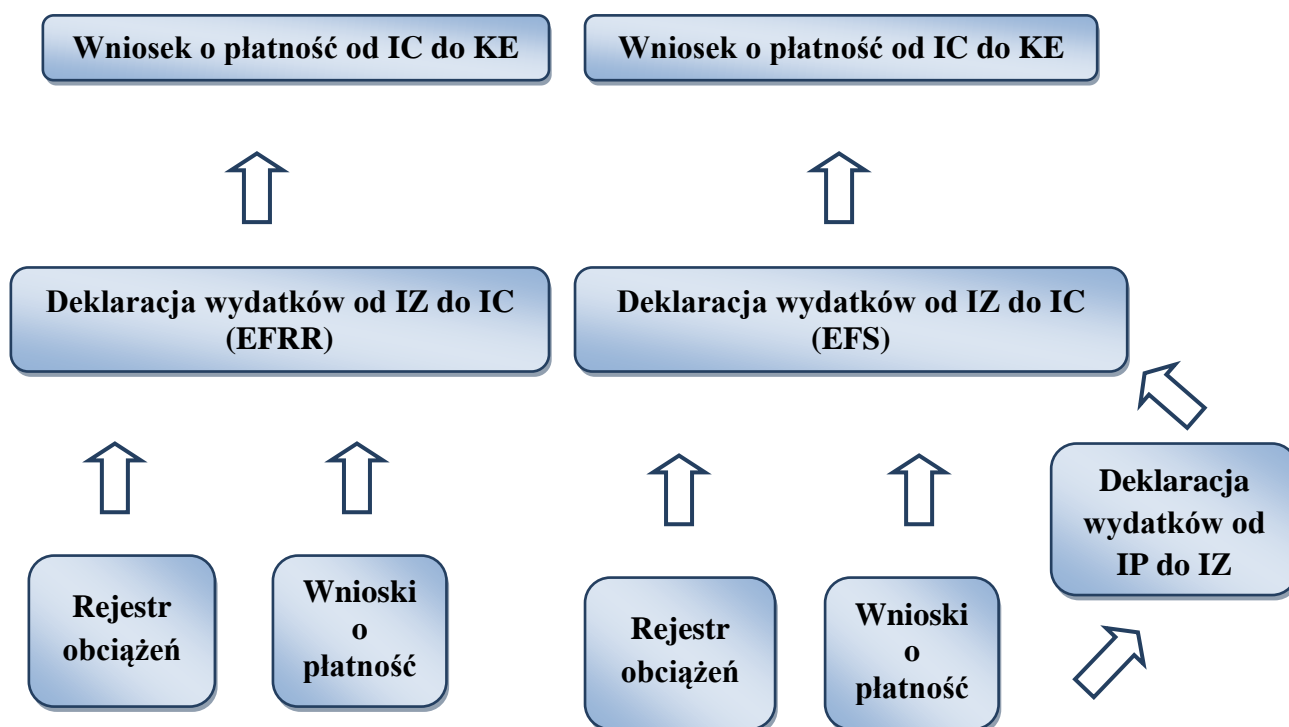 Wniosek o płatność od IC do KE
Wniosek o płatność od IC do KE
Deklaracja wydatków od IZ do IC
(EFRR)
Deklaracja wydatków od IZ do IC
(EFS)
Deklaracja
wydatków od
IP do IZ
Rejestr
obciążeń
Wnioski
o
płatność
Rejestr
obciążeń
Wnioski
o
płatność